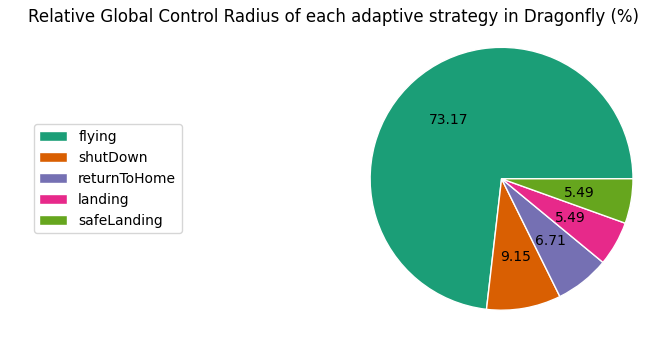 Relative Global Control Radius of each adaptive strategy in Dragonfly (%)
flying
shutDown
returnToHome
landing
safeLanding
73.17
9.15
6.71
5.49
5.49